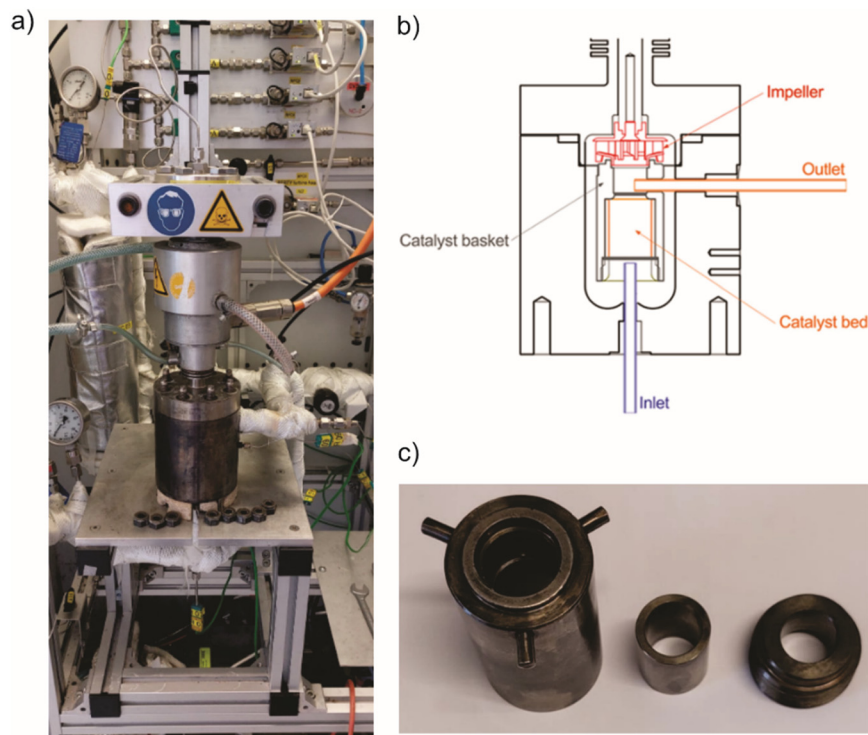 a)
b)
Impeller
Outlet
Catalyst basket
Catalyst bed
Inlet
c)